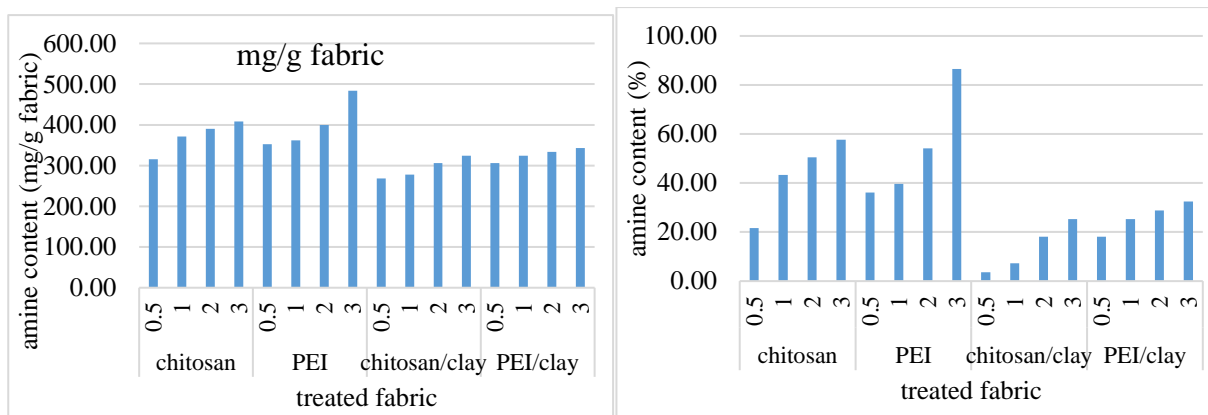 mg/g fabric
amine content (mg/g fabric)
600.00
500.00
400.00
300.00
200.00
100.00
0.00
0.5 1 2 3 0.5 1 2 3 0.5 1 2 3 0.5 1 2 3
chitosan PEI chitosan/clay PEI/clay
treated fabric
amine content (%)
100.00
80.00
60.00
40.00
20.00
0.00
0.5 1 2 3 0.5 1 2 3 0.5 1 2 3 0.5 1 2 3
chitosan PEI chitosan/clay PEI/clay
treated fabric